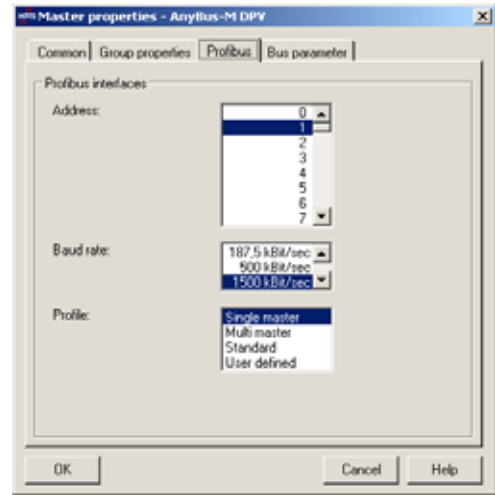 Master properties - AnyBus-M DPV
Common Group properties Profibus Bus parameter
Profibus interfaces
Address:
0
1
2
3
4
5
6
7
Baud rate:
187,5 kBit/sec
500 kBit/sec
1500 kBit/sec
Profile:
Single master
Multi master
Standard
User defined
OK Cancel Help